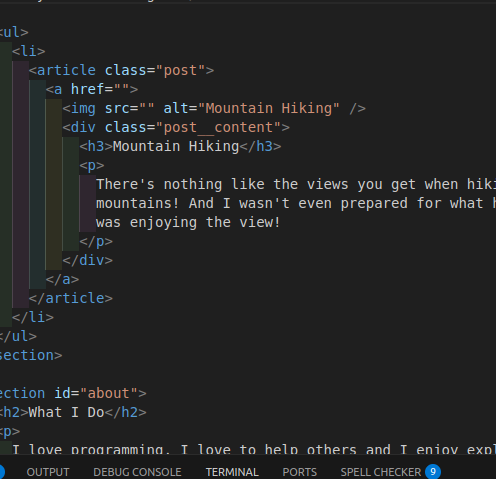 <ul>
<li>
<article class="post">
<a href="">
<img src="" alt="Mountain Hiking" />
<div class="post__content">
<h3>Mountain Hiking</h3>
<p>
There's nothing like the views you get when hiki
mountains! And I wasn't even prepared for what h
was enjoying the view!
</p>
</div>
</a>
</article>
</li>
</ul>
section>
ection id="about">
<h2>What I Do</h2>
<p>
I love programming. I love to help others and I enjoy expl
OUTPUT DEBUG CONSOLE TERMINAL PORTS SPELL CHECKER 9